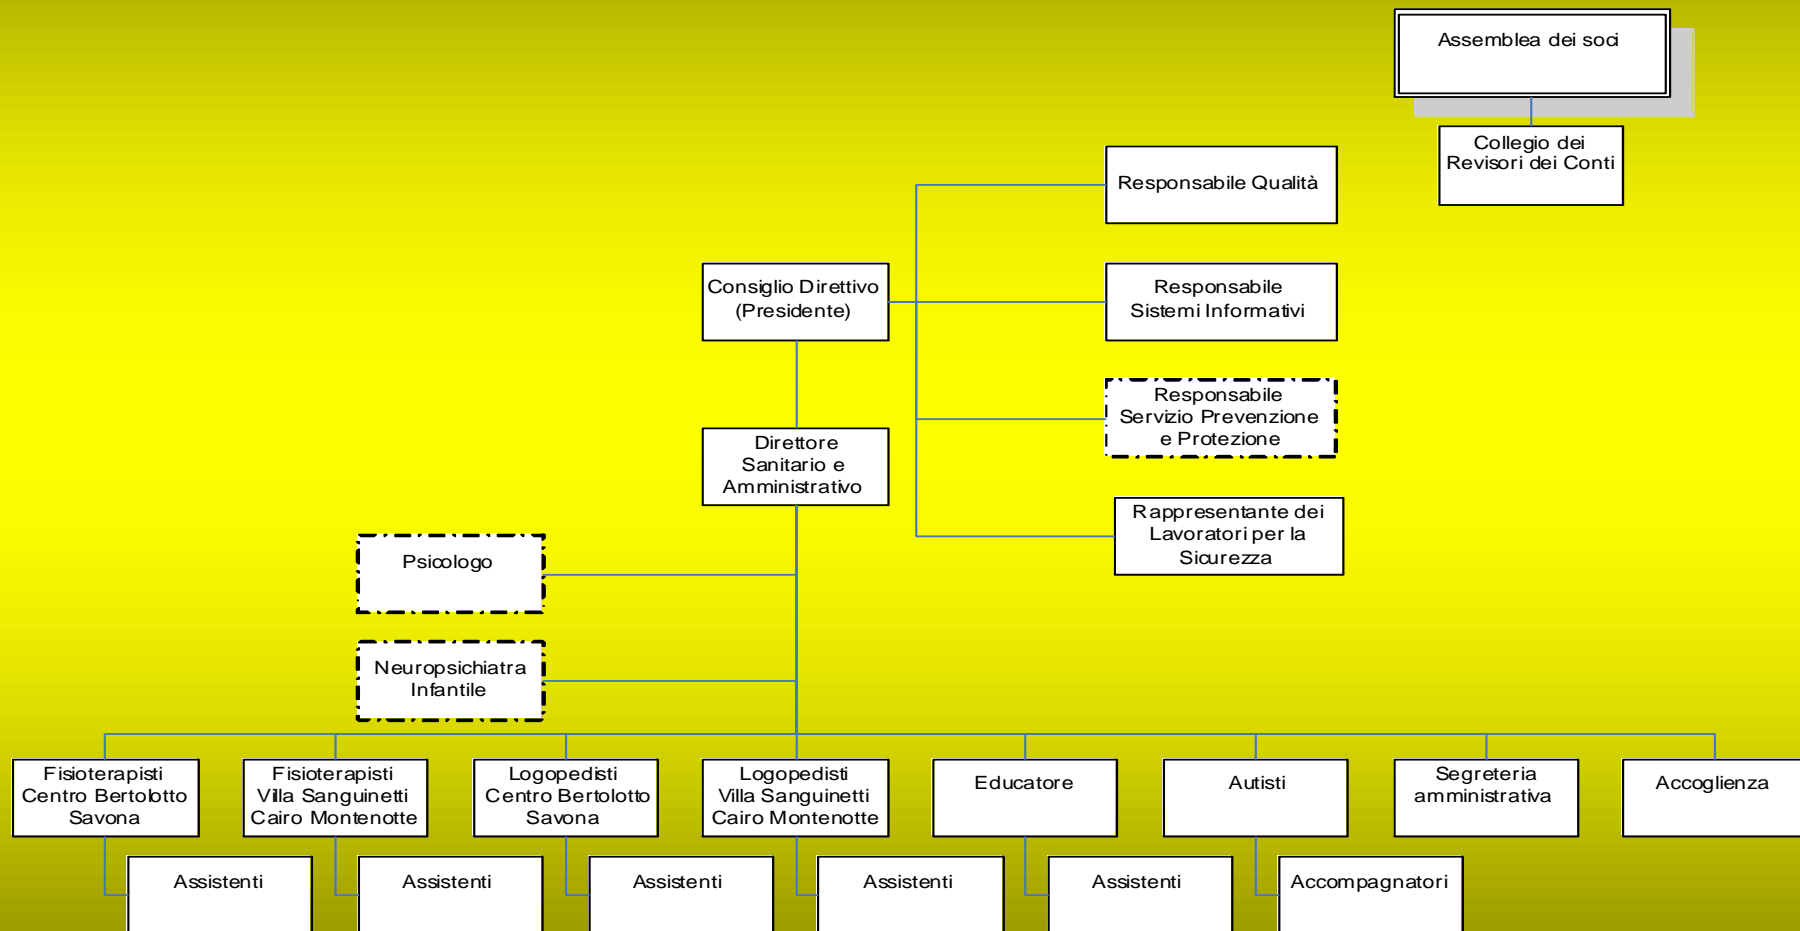 Assemblea dei soci
Collegio dei
Revisori dei Conti
Responsabile Qualità
Consiglio Direttivo
(Presidente)
Responsabile
Sistemi Informativi
Responsabile
Servizio Prevenzione
e Protezione
Direttore
Sanitario e
Amministrativo
Rappresentante dei
Lavoratori per la
Sicurezza
Psicologo
Neuropsichiatra
Infantile
Fisioterapisti
Centro Bertolotto
Savona
Fisioterapisti
Villa Sanguinetti
Cairo Montenotte
Logopedisti
Centro Bertolotto
Savona
Logopedisti
Villa Sanguinetti
Cairo Montenotte
Educatore
Autisti
Segreteria
amministrativa
Accoglienza
Assistenti
Assistenti
Assistenti
Assistenti
Assistenti
Accompagnatori